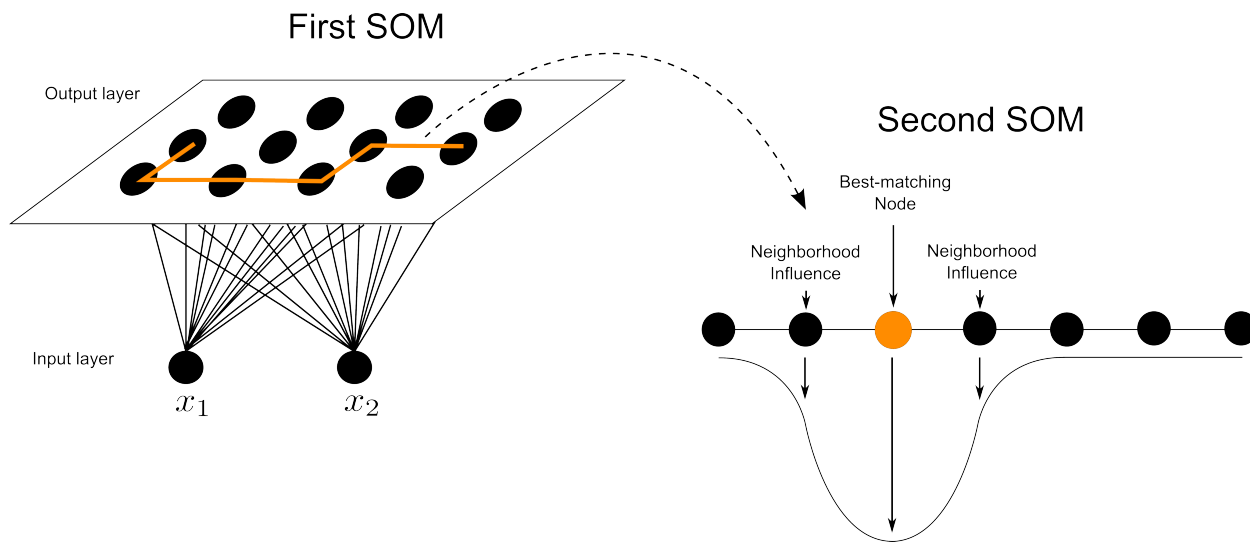 First SOM
Output layer
Second SOM
Best-matching
Node
Neighborhood
Influence
Neighborhood
Influence
Input layer
x₁
x₂